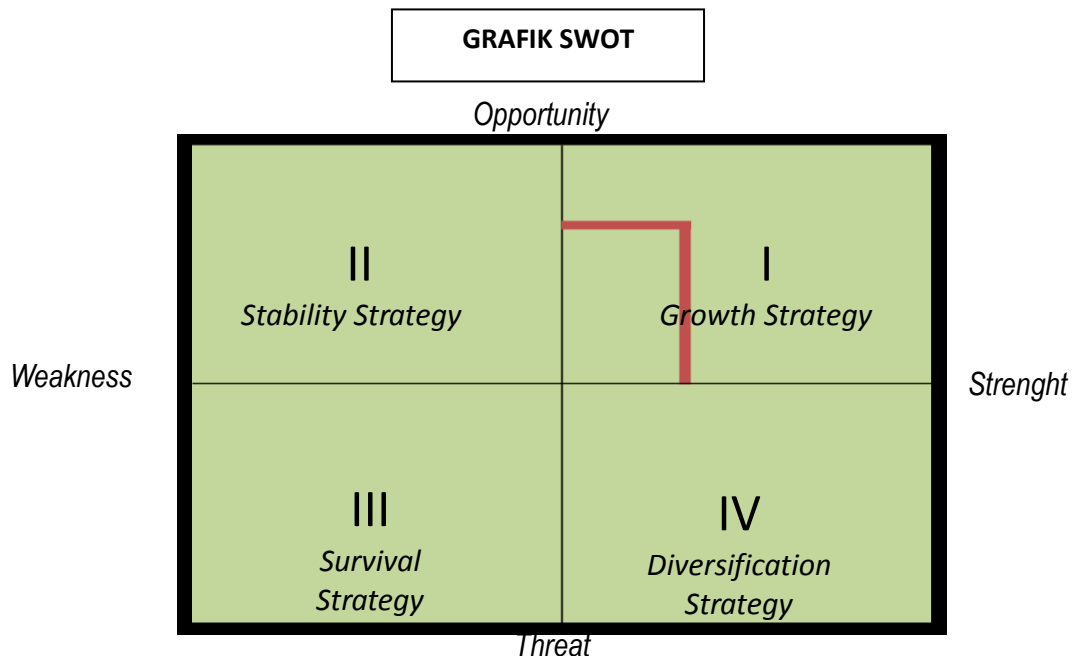 GRAFIK SWOT
Opportunity
II
Stability Strategy
I
Growth Strategy
Weakness
Strenght
III
Survival
Strategy
IV
Diversification
Strategy
Threat